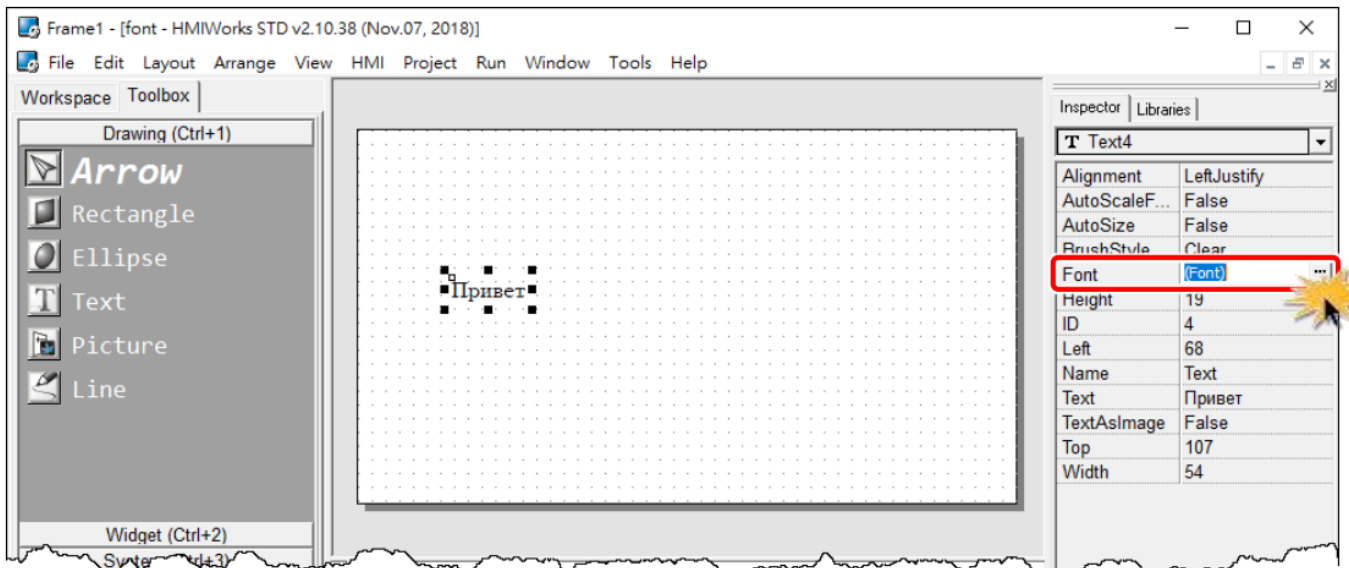 Frame1 - [font - HMIWorks STD v2.10.38 (Nov.07, 2018)]
File Edit Layout Arrange View HMI Project Run Window Tools Help
Workspace Toolbox
Drawing (Ctrl+1)
Arrow
Rectangle
Ellipse
T Text
Picture
Line
Widget (Ctrl+2)
Привет
Inspector Libraries
T Text4
Alignment LeftJustify
AutoScaleF... False
AutoSize False
BrushStyle Clear
Font (Font) ...
Height 19
ID 4
Left 68
Name Text
Text Привет
TextAsImage False
Top 107
Width 54